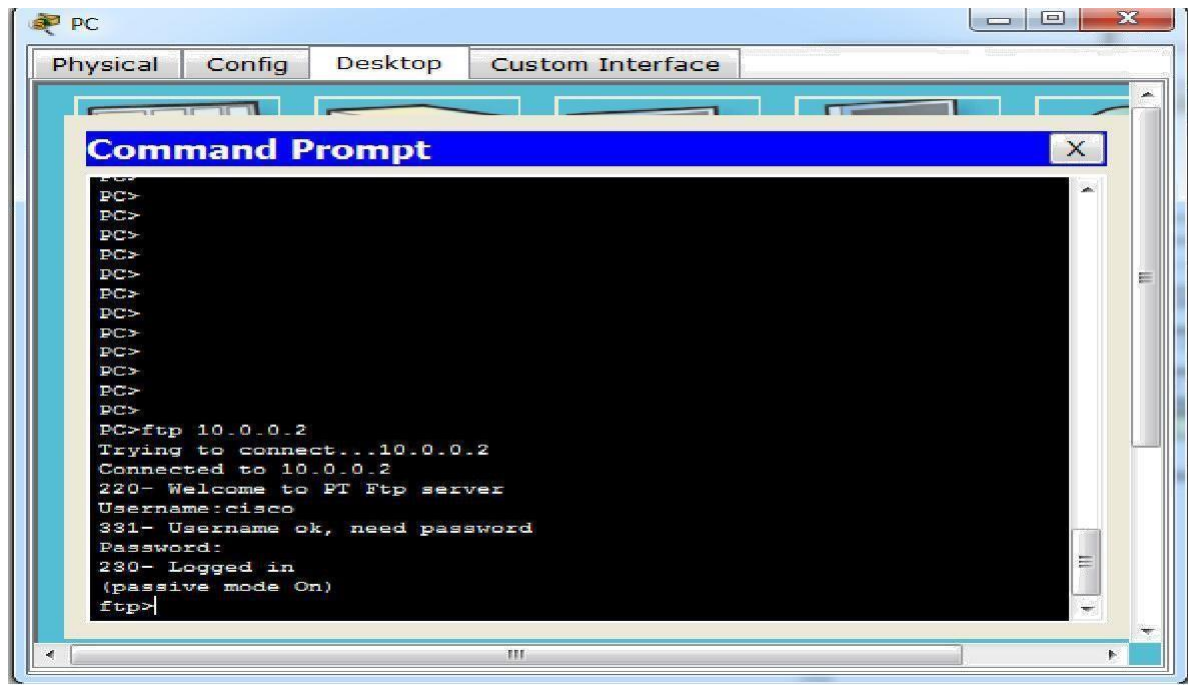 PC
Physical Config Desktop Custom Interface
Command Prompt
X
PC>
PC>
PC>
PC>
PC>
PC>
PC>
PC>
PC>
PC>
PC>
PC>
PC>
PC>ftp 10.0.0.2
Trying to connect...10.0.0.2
Connected to 10.0.0.2
220- Welcome to PT Ftp server
Username:cisco
331- Username ok, need password
Password:
230- Logged in
(passive mode On)
ftp>